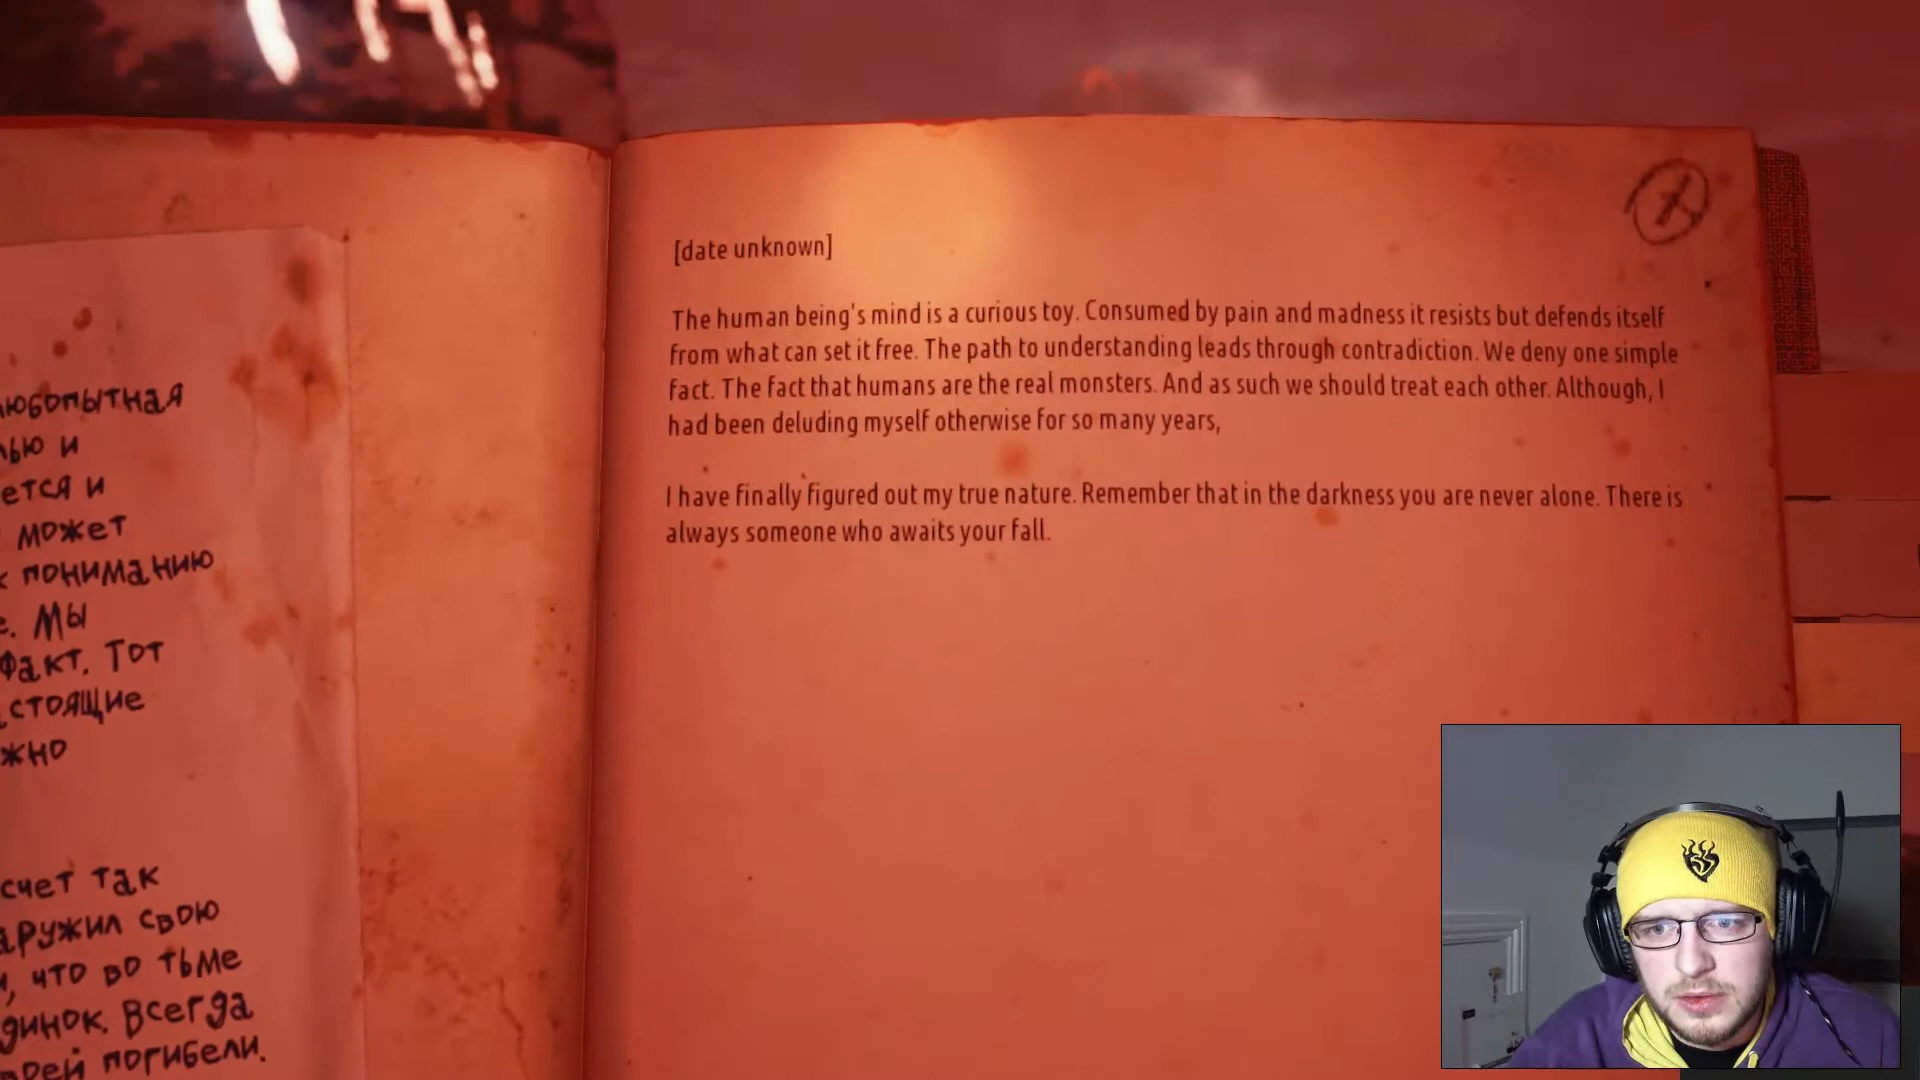 любопытная
ью и
ется и
может
к пониманию
е. Мы
Факт. Тот
стоящие
жно
счет так
аружил свою
, что во тьме
динок. Всегда
оей погибели.
[date unknown]
The human being's mind is a curious toy. Consumed by pain and madness it resists but defends itself
from what can set it free. The path to understanding leads through contradiction. We deny one simple
fact. The fact that humans are the real monsters. And as such we should treat each other. Although, I
had been deluding myself otherwise for so many years,
I have finally figured out my true nature. Remember that in the darkness you are never alone. There is
always someone who awaits your fall.